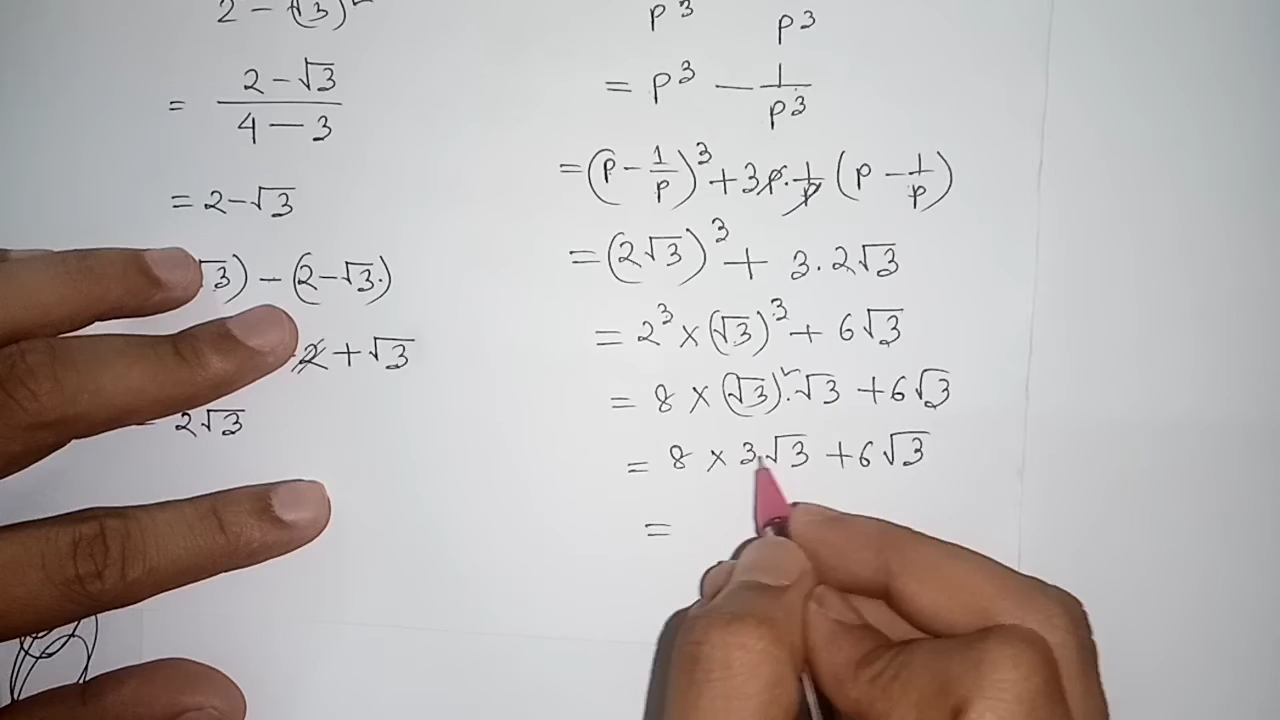 2 - (√3)²
= (2 - √3)/(4 - 3)
= 2 - √3
√3) - (2 - √3.)
2 + √3
2√3
p³ p³
= p³ - 1/p³
= (p - 1/p)³ + 3p·1/p (p - 1/p)
= (2√3)³ + 3.2√3
= 2³ × (√3)³ + 6√3
= 8 × (√3)²·√3 + 6√3
= 8 × 3√3 + 6√3
=